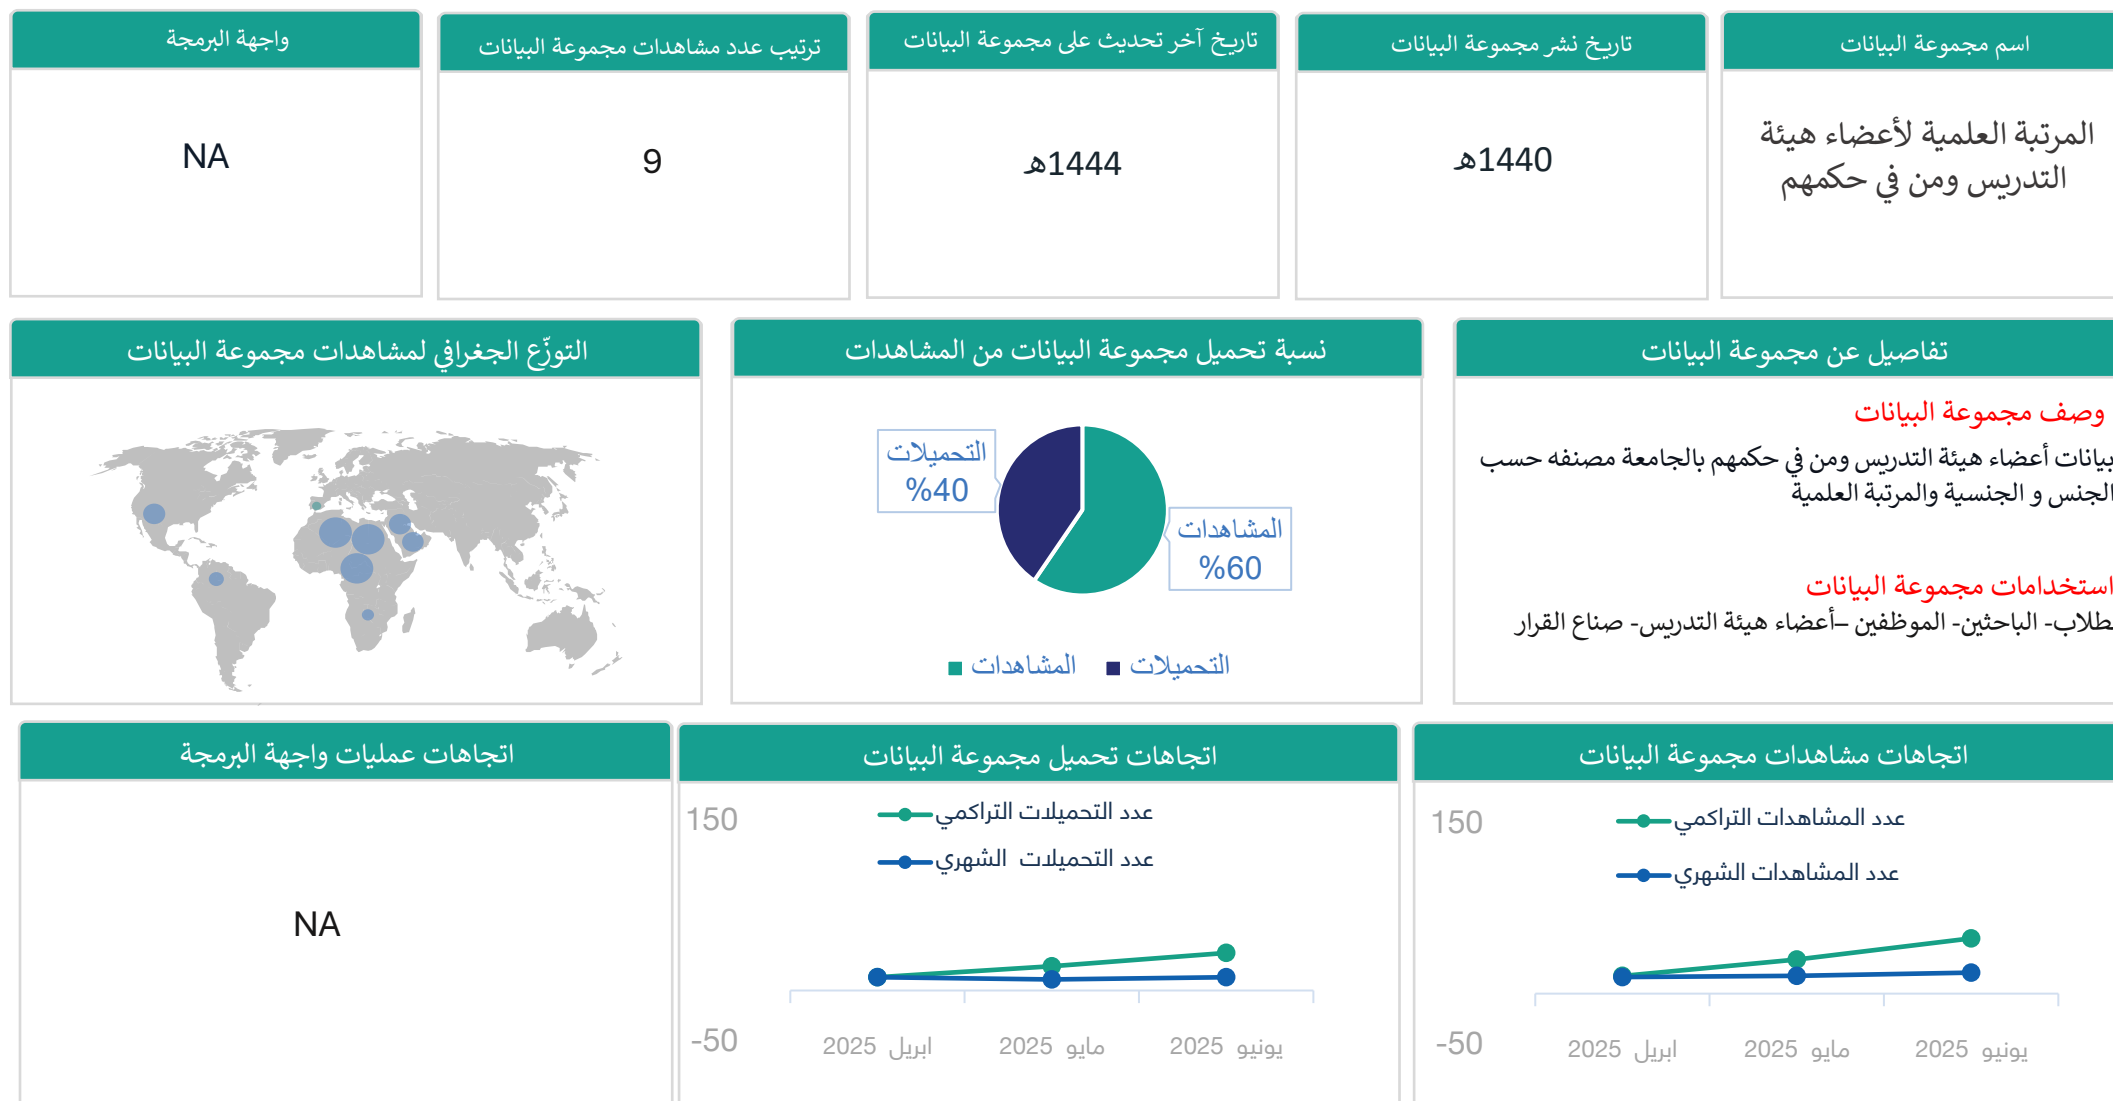 اسم مجموعة البيانات
المرتبة العلمية لأعضاء هيئة
التدريس ومن في حكمهم
تاريخ نشر مجموعة البيانات
1440هـ
تاريخ آخر تحديث على مجموعة البيانات
1444هـ
ترتيب عدد مشاهدات مجموعة البيانات
9
واجهة البرمجة
NA
تفاصيل عن مجموعة البيانات
وصف مجموعة البيانات
بيانات أعضاء هيئة التدريس ومن في حكمهم بالجامعة مصنفه حسب
الجنس و الجنسية والمرتبة العلمية
استخدامات مجموعة البيانات
الباحثين- الموظفين –أعضاء هيئة التدريس- صناع القرار
نسبة تحميل مجموعة البيانات من المشاهدات
التحميلات
%40
المشاهدات
%60
المشاهدات
التحميلات
التوزّع الجغرافي لمشاهدات مجموعة البيانات
اتجاهات مشاهدات مجموعة البيانات
150
عدد المشاهدات التراكمي
عدد المشاهدات الشهري
-50
ابريل 2025
مايو 2025
يونيو 2025
اتجاهات تحميل مجموعة البيانات
150
عدد التحميلات التراكمي
عدد التحميلات الشهري
-50
ابريل 2025
مايو 2025
يونيو 2025
اتجاهات عمليات واجهة البرمجة
NA